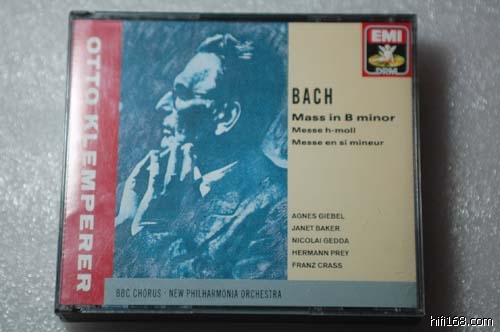 OTTO KLEMPERER
EMI
DRM
BACH
Mass in B minor
Messe h-moll
Messe en si mineur
AGNES GIEBEL
JANET BAKER
NICOLAI GEDDA
HERMANN PREY
FRANZ CRASS
BBC CHORUS · NEW PHILHARMONIA ORCHESTRA
hifi168.com